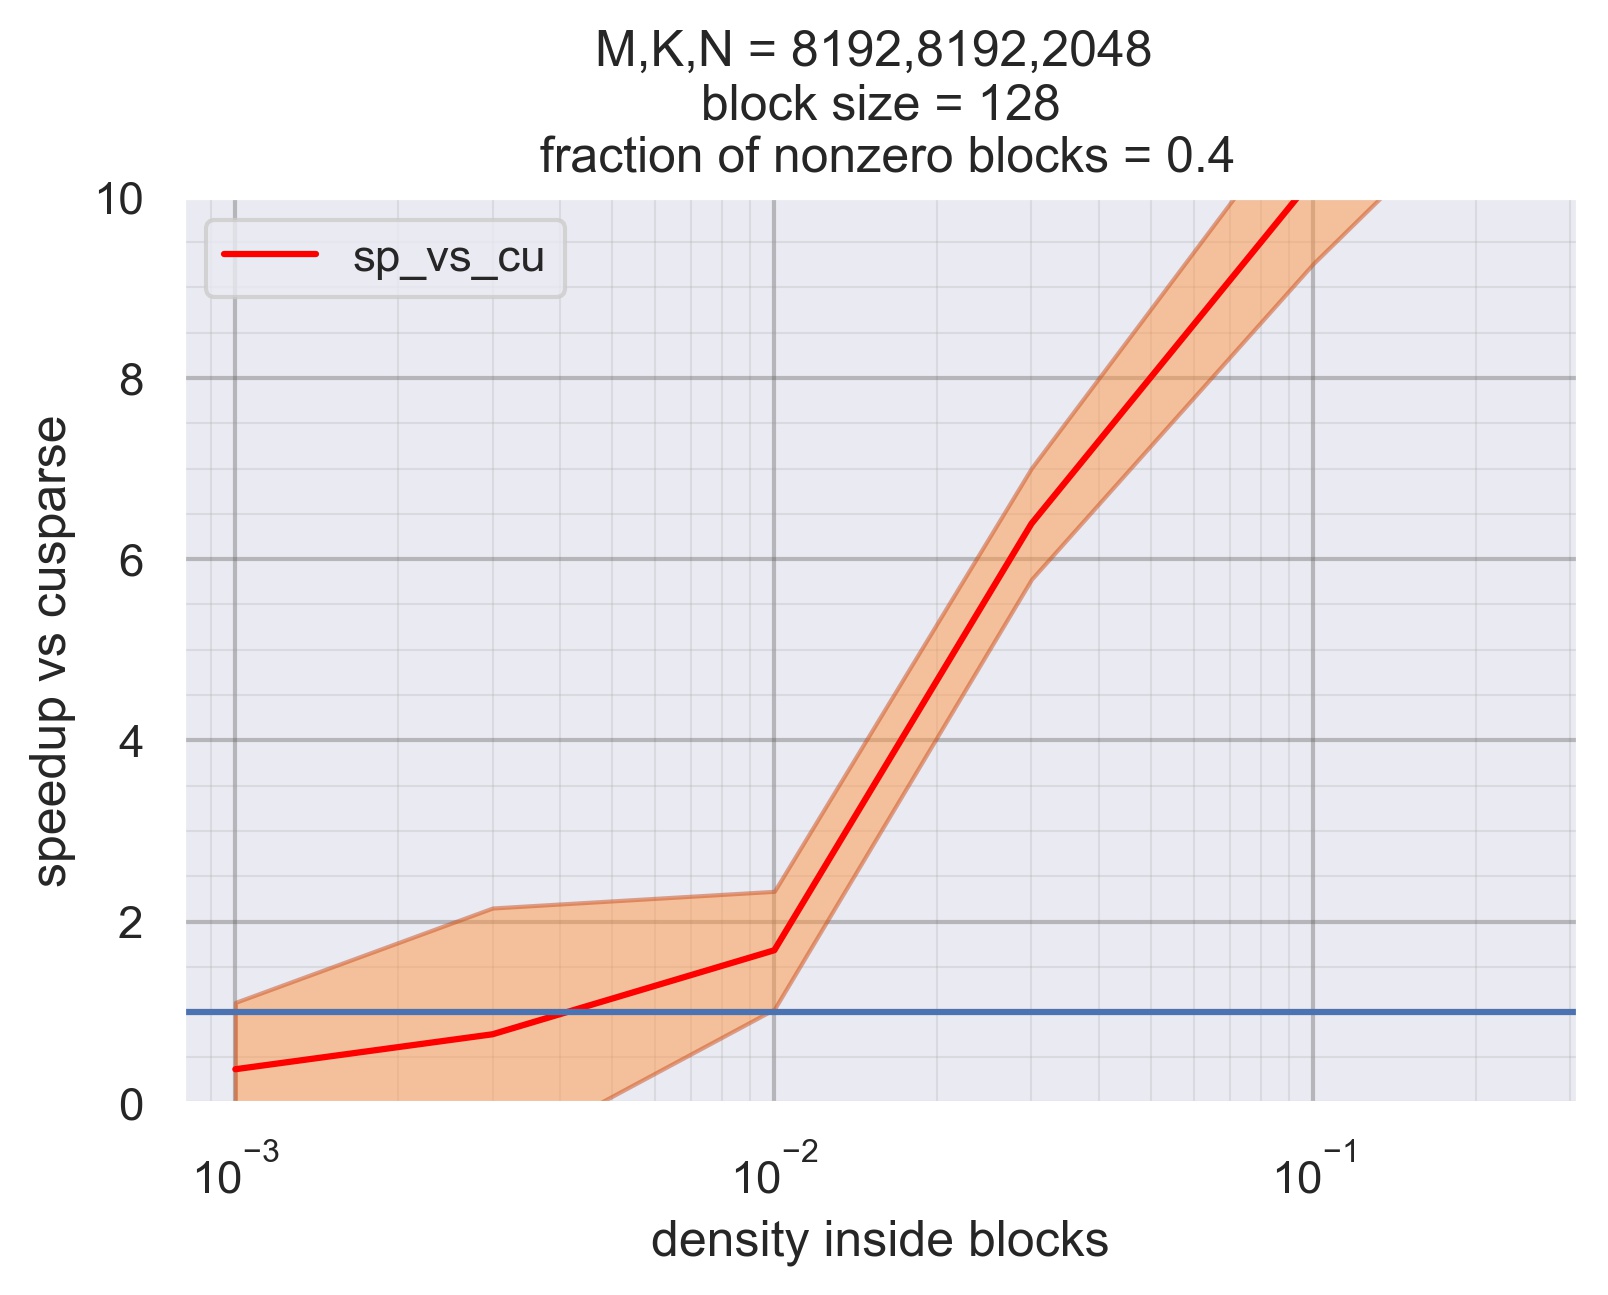 M,K,N = 8192,8192,2048
block size = 128
fraction of nonzero blocks = 0.4
sp_vs_cu
speedup vs cusparse
10
8
6
4
2
0
10⁻³ 10⁻² 10⁻¹
density inside blocks